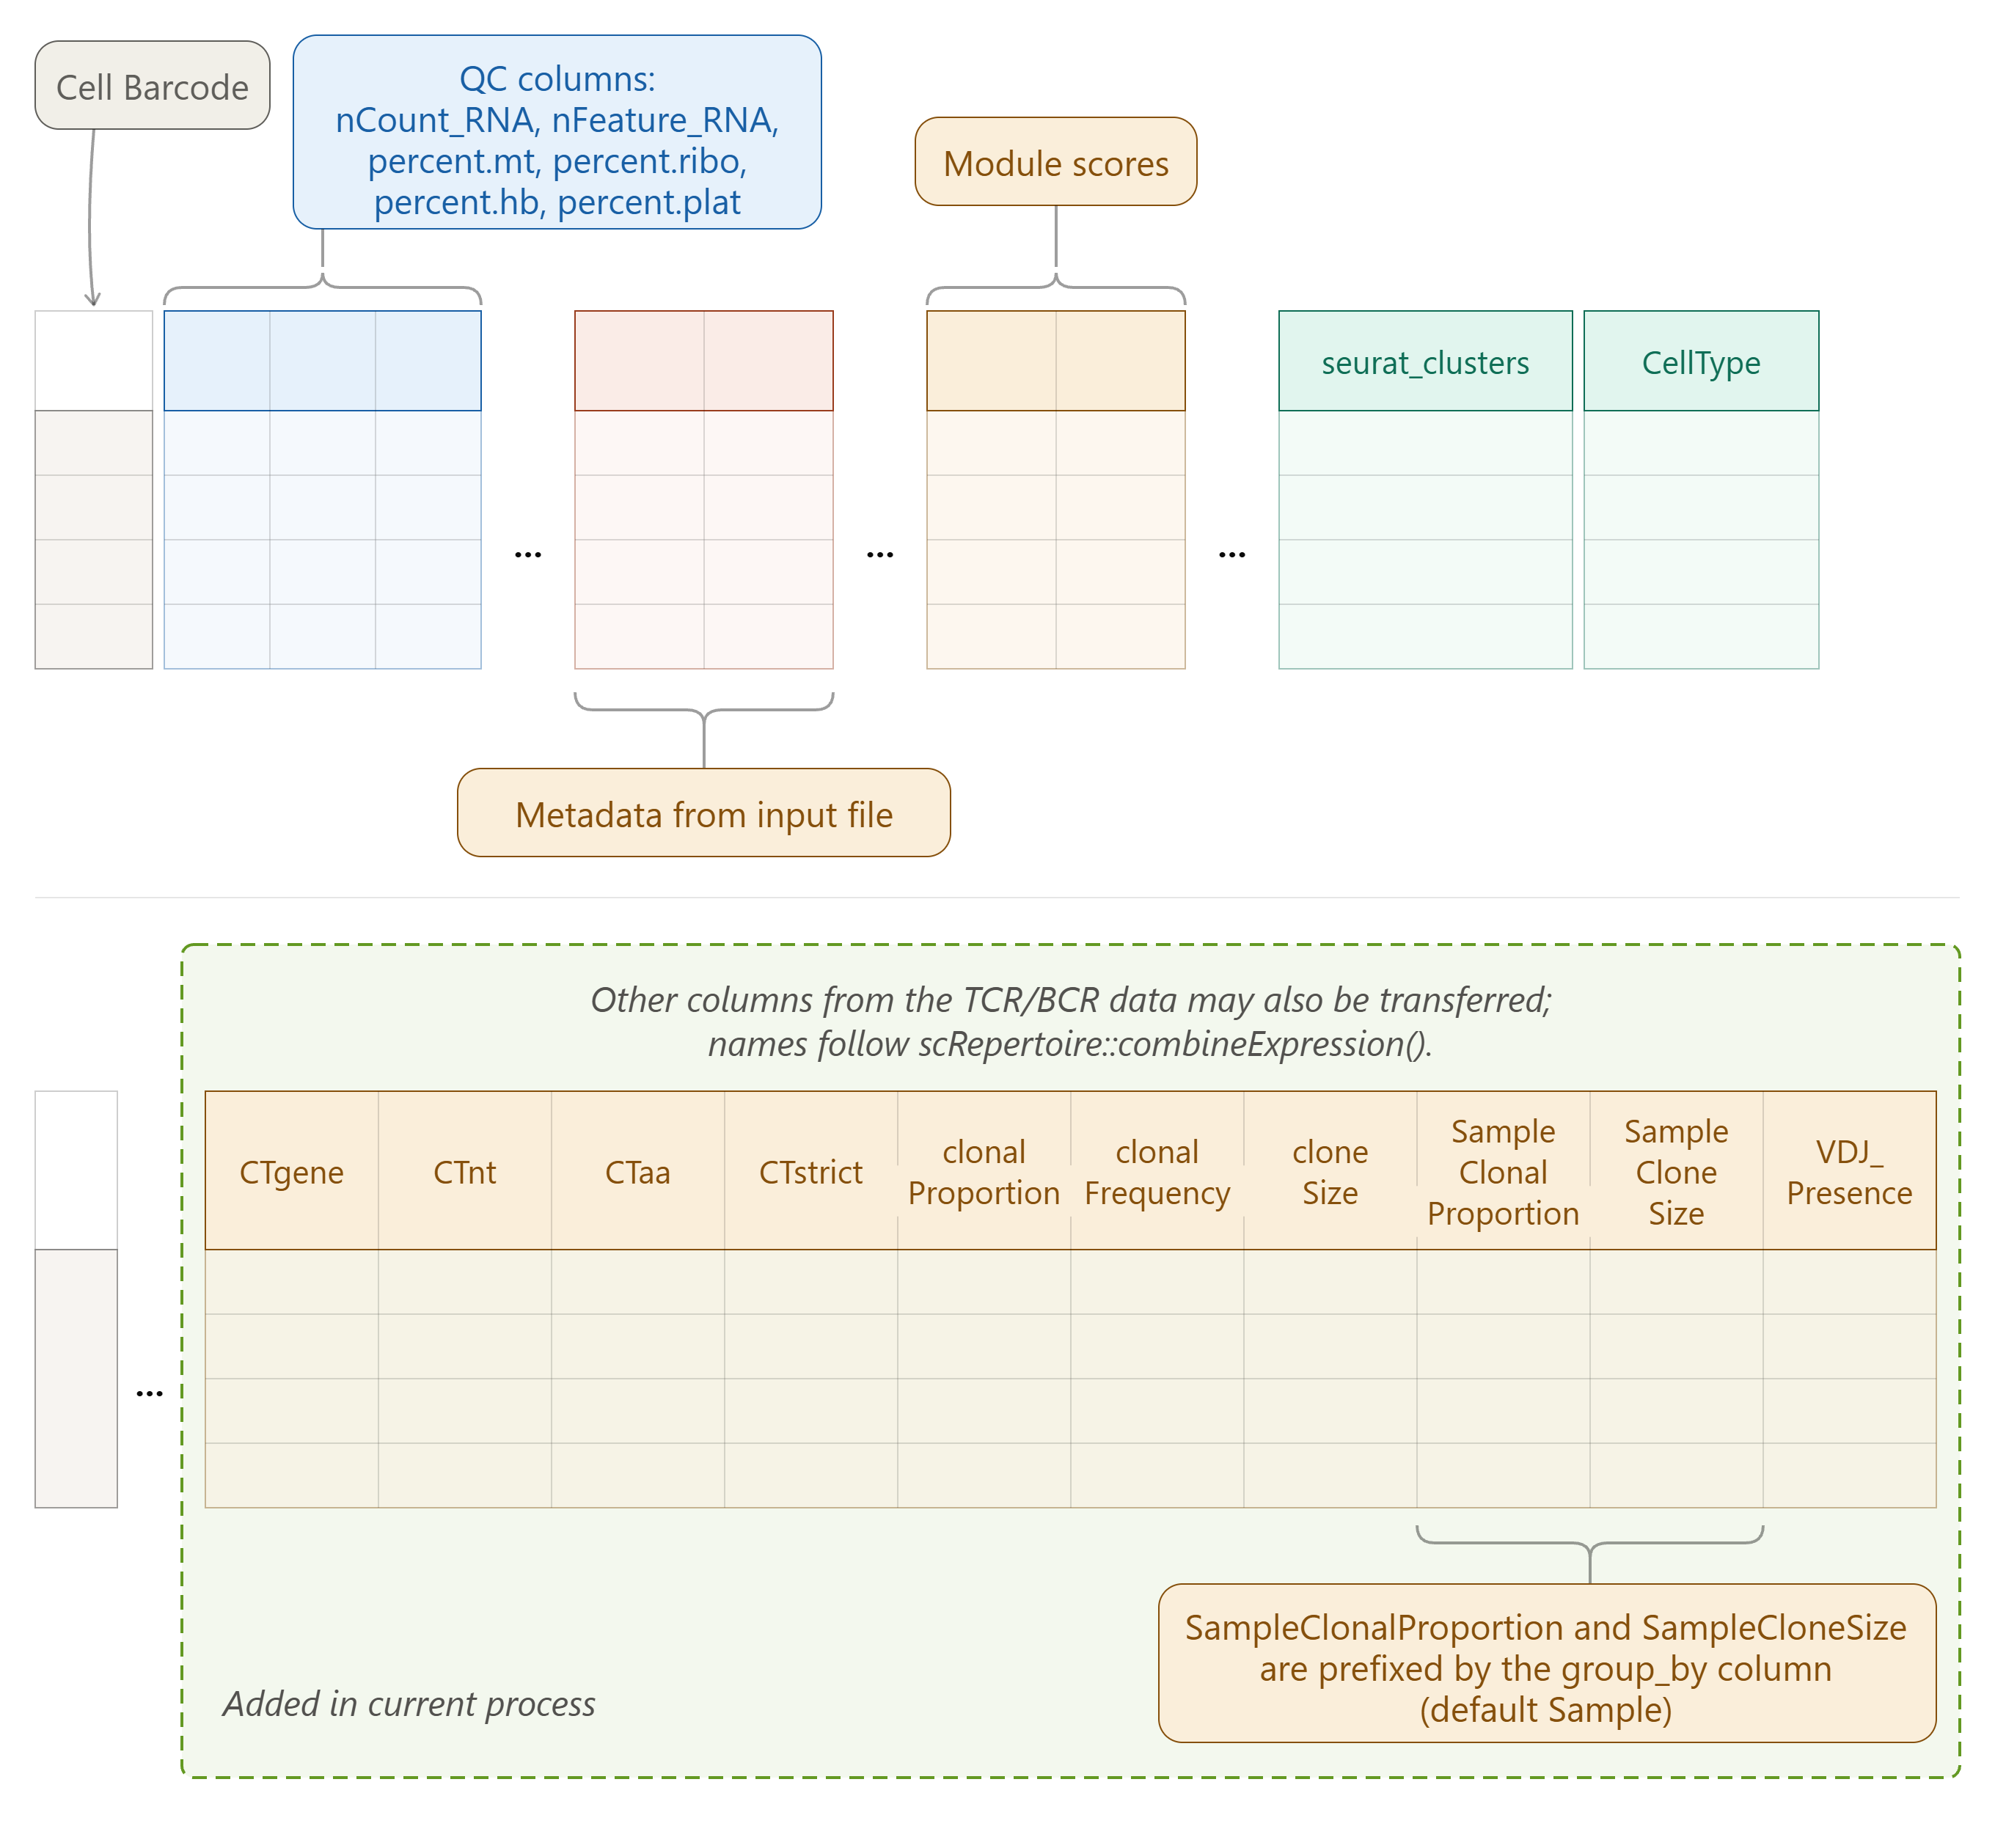 Cell Barcode
QC columns:
nCount_RNA, nFeature_RNA,
percent.mt, percent.ribo,
percent.hb, percent.plat
Module scores
seurat_clusters
CellType
...
...
...
Metadata from input file
Other columns from the TCR/BCR data may also be transferred;
names follow scRepertoire::combineExpression().
CTgene
CTnt
CTaa
CTstrict
clonal
Proportion
clonal
Frequency
clone
Size
Sample
Clonal
Proportion
Sample
Clone
Size
VDJ_
Presence
...
SampleClonalProportion and SampleCloneSize
are prefixed by the group_by column
(default Sample)
Added in current process